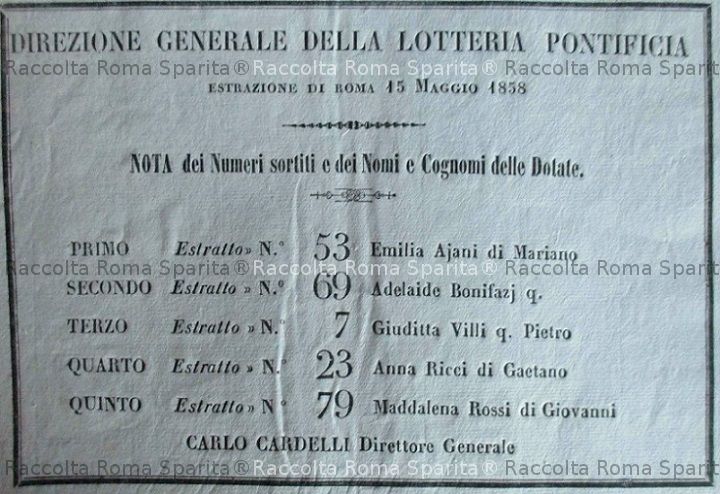 DIREZIONE GENERALE DELLA LOTTERIA PONTIFICIA
Raccolta Roma Sparita® Raccolta Roma Sparita® Raccolta Roma Sparita
ESTRAZIONE DI ROMA 15 MAGGIO 1858
NOTA dei Numeri sortiti e dei Nomi e Cognomi delle Dotate.
PRIMO Estratto» N.º 53 Emilia Ajani di Mariano
Raccolta Roma Sparita® Raccolta Roma Sparita® Raccolta Roma Sparita
SECONDO Estratto» N.º 69 Adelaide Bonifazj q.
TERZO Estratto» N.º 7 Giuditta Villi q. Pietro
QUARTO Estratto» N.º 23 Anna Ricci di Gaetano
QUINTO Estratto» N º 79 Maddalena Rossi di Giovanni
CARLO CARDELLI Direttore Generale
Raccolta Roma Sparita® Raccolta Roma Sparita® Raccolta Roma Sparita